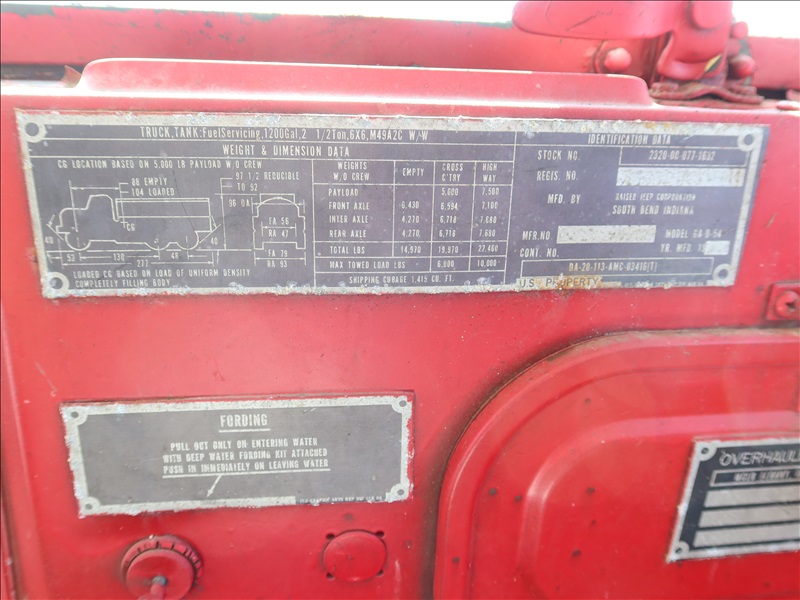 TRUCK,TANK:FuelServicing,1200Gal,2 1/2Ton,6X6,M49A2C W/W
WEIGHT & DIMENSION DATA
CG LOCATION BASED ON 5,000 LB PAYLOAD W.O CREW
80 EMPTY
104 LOADED
91 1/2 REDUCIBLE
TO 92
96 OA
CG
40
40
52
130
48
277
FA 56
RA 47
FA 79
RA 93
LOADED CG BASED ON LOAD OF UNIFORM DENSITY
COMPLETELY FILLING BODY
WEIGHTS W.O CREW EMPTY CROSS C'TRY HIGH WAY
PAYLOAD 5,000 7,500
FRONT AXLE 6,430 6,594 7,100
INTER AXLE 4,270 6,718 7,680
REAR AXLE 4,270 6,718 7,680
TOTAL LBS 14,970 19,970 22,460
MAX TOWED LOAD LBS 6,000 10,000
SHIPPING CUBAGE 1,415 CU. FT.
IDENTIFICATION DATA
STOCK NO. 2320-00-077-1632
REGIS. NO.
MFD. BY KAISER JEEP CORPORATION
SOUTH BEND INDIANA
MFR.NO MODEL
CONT. NO. YR. MFD. 19
DA-20-113-AMC-03416(T)
U.S. PROPERTY
FORDING
PULL OUT ONLY ON ENTERING WATER
WITH DEEP WATER FORDING KIT ATTACHED
PUSH IN IMMEDIATELY ON LEAVING WATER
OVERHAUL